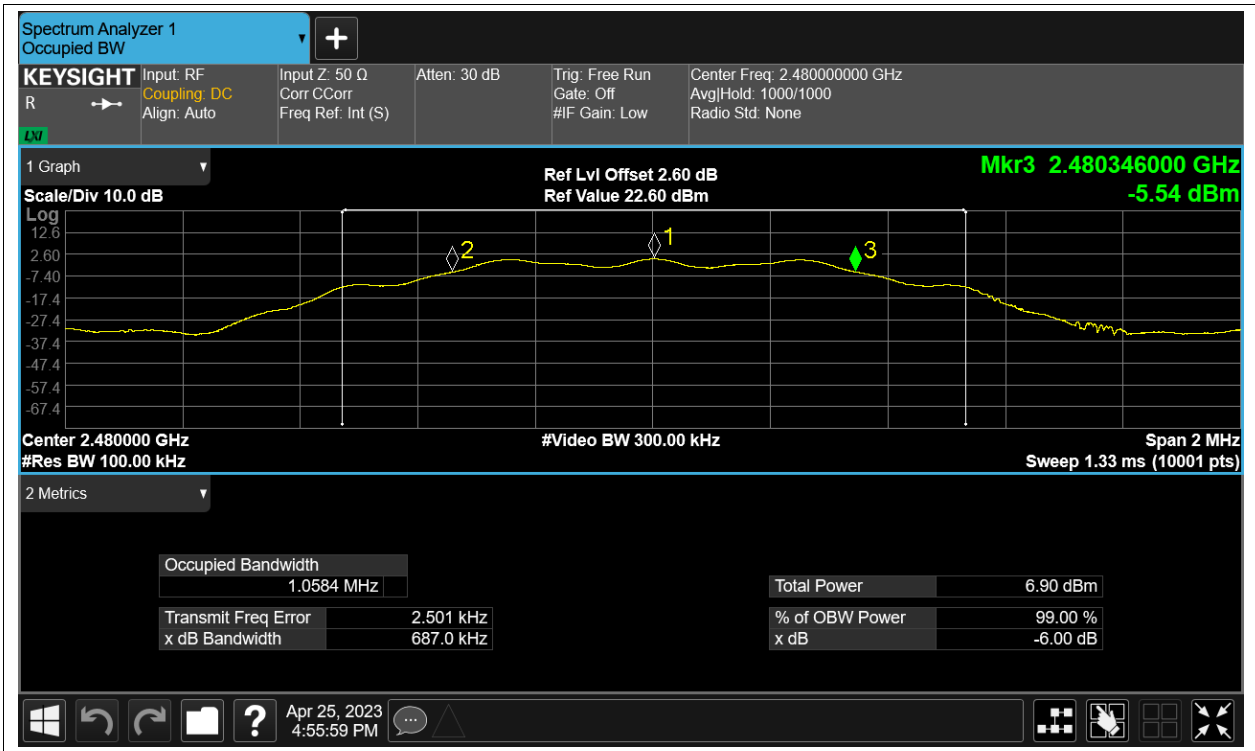 Spectrum Analyzer 1
Occupied BW
KEYSIGHT
R
LXI
Input: RF
Coupling: DC
Align: Auto
Input Z: 50 Ω
Corr CCorr
Freq Ref: Int (S)
Atten: 30 dB
Trig: Free Run
Gate: Off
#IF Gain: Low
Center Freq: 2.480000000 GHz
Avg|Hold: 1000/1000
Radio Std: None
1 Graph
Scale/Div 10.0 dB
Ref Lvl Offset 2.60 dB
Ref Value 22.60 dBm
Mkr3 2.480346000 GHz
-5.54 dBm
Log
12.6
2.60
-7.40
-17.4
-27.4
-37.4
-47.4
-57.4
-67.4
2
1
3
Center 2.480000 GHz
#Res BW 100.00 kHz
#Video BW 300.00 kHz
Span 2 MHz
Sweep 1.33 ms (10001 pts)
2 Metrics
Occupied Bandwidth
1.0584 MHz
Transmit Freq Error 2.501 kHz
x dB Bandwidth 687.0 kHz
Total Power 6.90 dBm
% of OBW Power 99.00 %
x dB -6.00 dB
?
Apr 25, 2023
4:55:59 PM